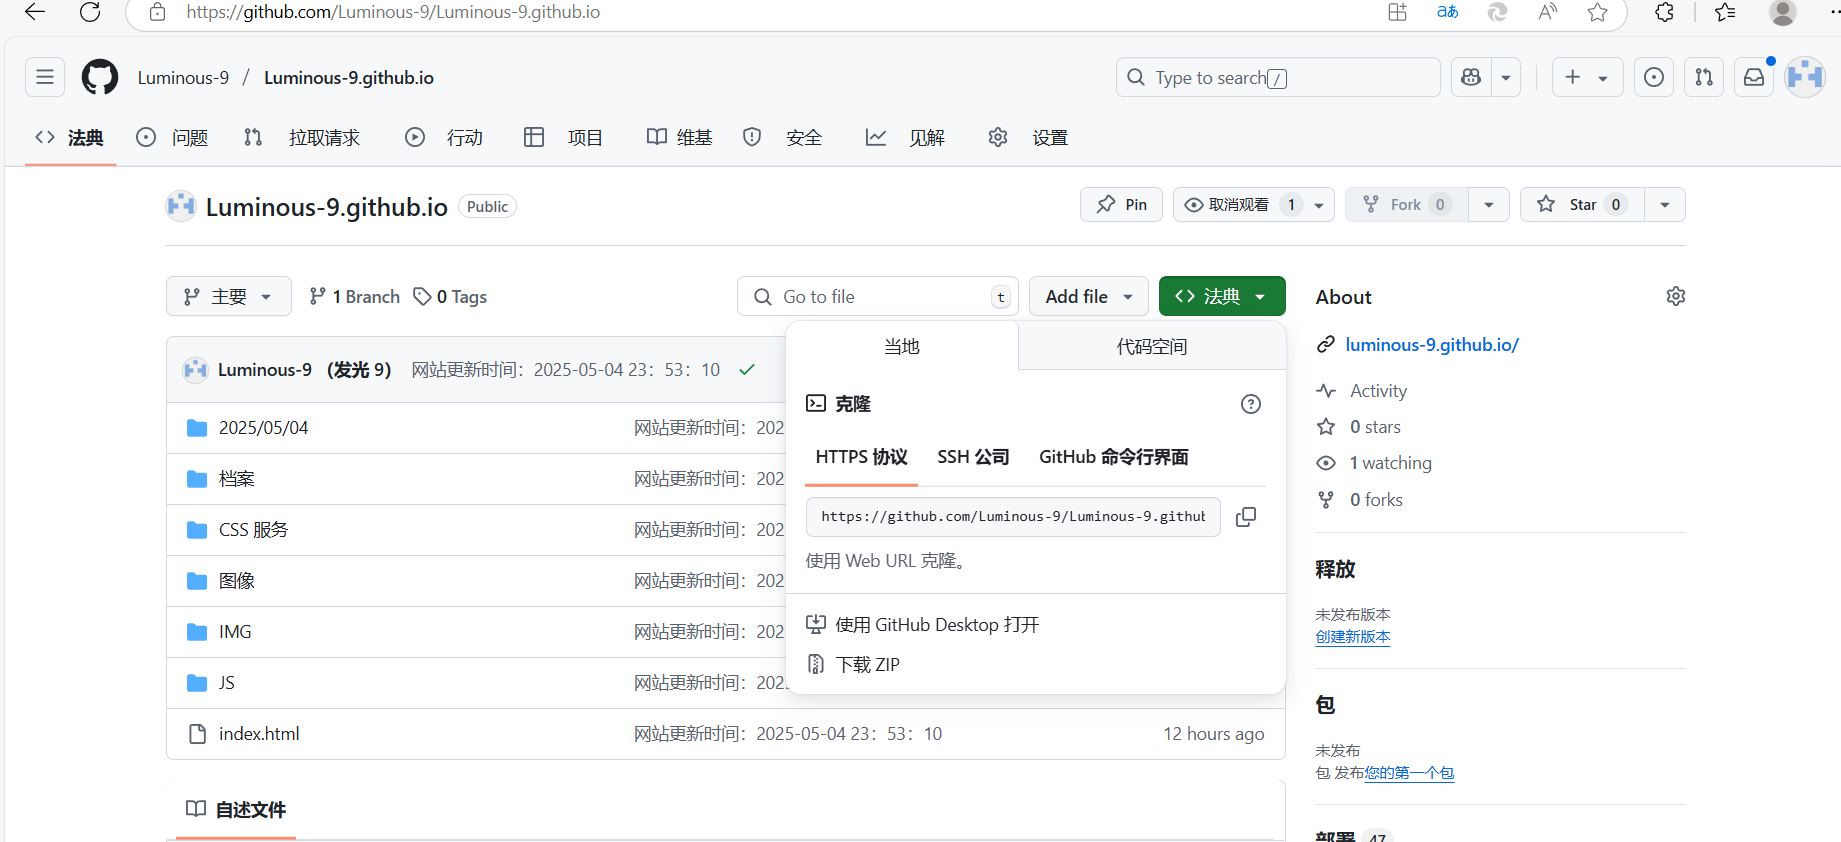 https://github.com/Luminous-9/Luminous-9.github.io
Luminous-9 / Luminous-9.github.io
Type to search /
法典
问题
拉取请求
行动
项目
维基
安全
见解
设置
Luminous-9.github.io Public
Pin
取消观看 1
Fork 0
Star 0
主要
1 Branch
0 Tags
Go to file t
Add file
法典
Luminous-9 （发光 9） 网站更新时间：2025-05-04 23：53：10
2025/05/04 网站更新时间：202
档案 网站更新时间：202
CSS 服务 网站更新时间：202
图像 网站更新时间：202
IMG 网站更新时间：202
JS 网站更新时间：202
index.html 网站更新时间：2025-05-04 23：53：10 12 hours ago
自述文件
当地 代码空间
克隆
HTTPS 协议 SSH 公司 GitHub 命令行界面
https://github.com/Luminous-9/Luminous-9.github
使用 Web URL 克隆。
使用 GitHub Desktop 打开
下载 ZIP
About
luminous-9.github.io/
Activity
0 stars
1 watching
0 forks
释放
未发布版本
创建新版本
包
未发布
包 发布您的第一个包
部署 47